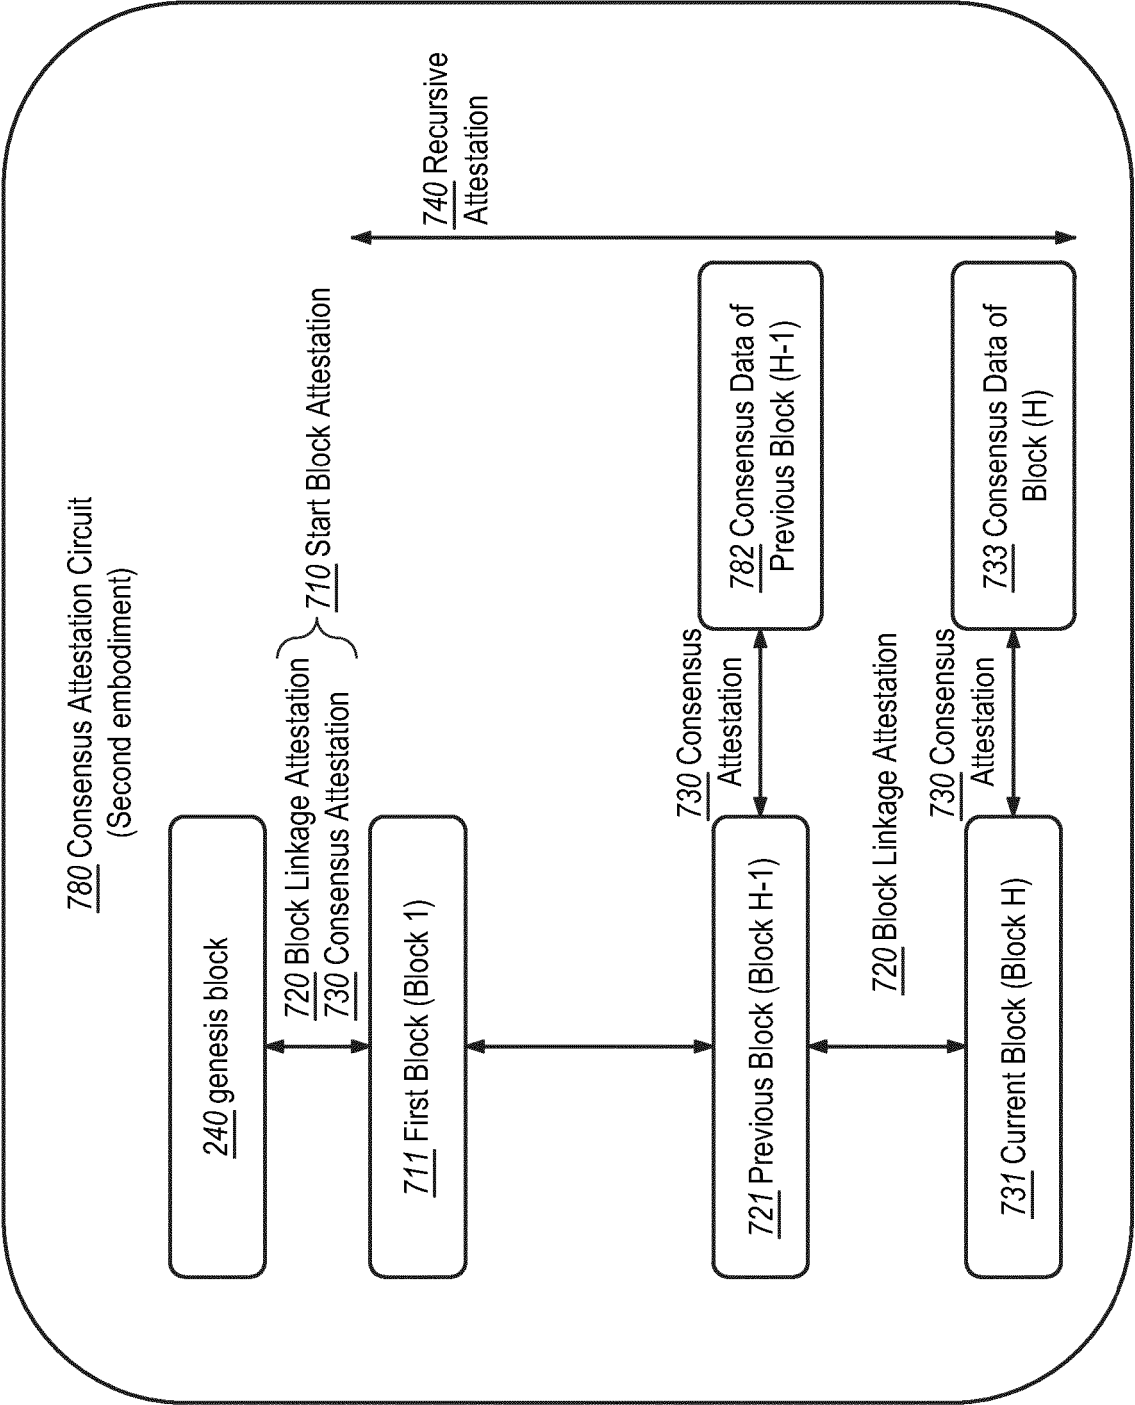 780 Consensus Attestation Circuit
(Second embodiment)
240 genesis block
720 Block Linkage Attestation
730 Consensus Attestation
710 Start Block Attestation
711 First Block (Block 1)
740 Recursive
Attestation
721 Previous Block (Block H-1)
730 Consensus
Attestation
782 Consensus Data of
Previous Block (H-1)
720 Block Linkage Attestation
731 Current Block (Block H)
730 Consensus
Attestation
733 Consensus Data of
Block (H)